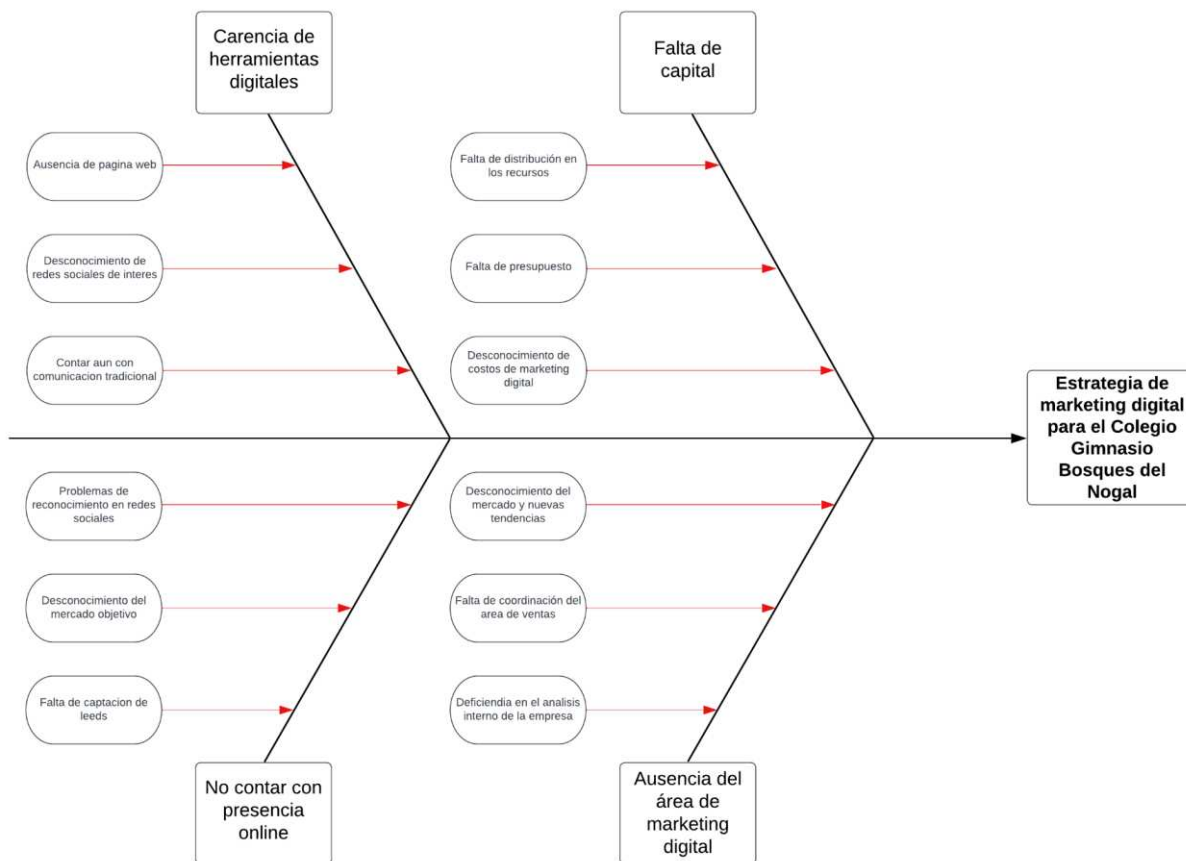 Carencia de
herramientas
digitales
Falta de
capital
Ausencia de pagina web
Desconocimiento de
redes sociales de interes
Contar aun con
comunicacion tradicional
Falta de distribución en
los recursos
Falta de presupuesto
Desconocimiento de
costos de marketing
digital
Estrategia de
marketing digital
para el Colegio
Gimnasio
Bosques del
Nogal
Problemas de
reconocimiento en redes
sociales
Desconocimiento del
mercado objetivo
Falta de captacion de
leeds
Desconocimiento del
mercado y nuevas
tendencias
Falta de coordinación del
area de ventas
Deficiendia en el analisis
interno de la empresa
No contar con
presencia
online
Ausencia del
área de
marketing
digital